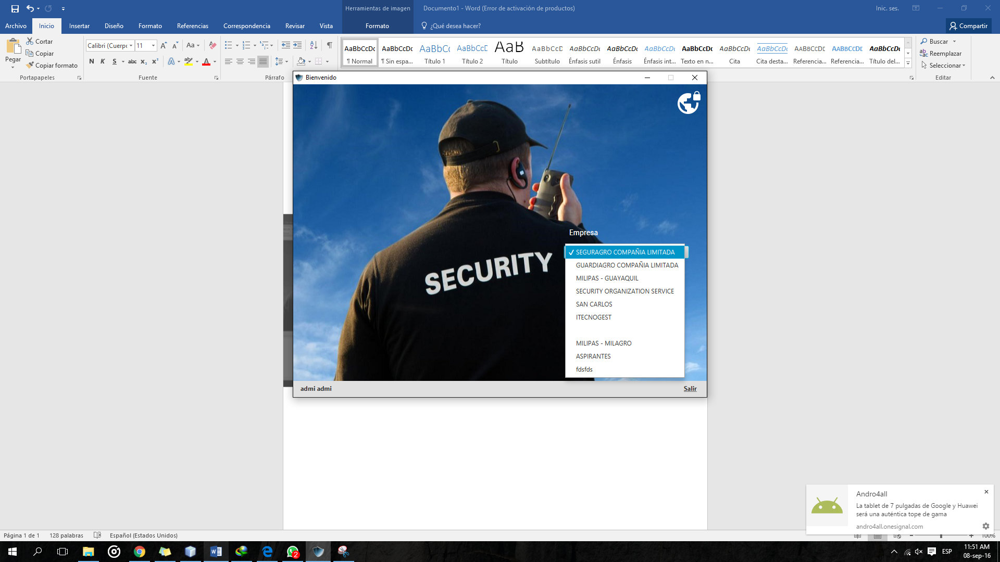 Herramientas de imagen
Documento1 - Word (Error de activación de productos)
Inic. ses.
Archivo Inicio Insertar Diseño Formato Referencias Correspondencia Revisar Vista Formato ¿Qué desea hacer? Compartir
Pegar
Cortar
Copiar
Copiar formato
Portapapeles
Calibri (Cuerpo 11
N K S abc x₂ x²
Fuente
Párrafo
AaBbCcDc AaBbCcDc AaBbCc AaBbCcD AaB AaBbCcD AaBbCcDc AaBbCcDc AaBbCcDc AaBbCcDc AaBbCcDc AaBbCcDc AABBCCDD AABBCCDD AaBbCcDc
¶ Normal ¶ Sin espa... Título 1 Título 2 Título Subtítulo Énfasis sutil Énfasis Énfasis int... Texto en n... Cita Cita desta... Referencia... Referencia... Título del...
Buscar
Reemplazar
Seleccionar
Editar
Bienvenido
SECURITY
Empresa
SEGURAGRO COMPAÑIA LIMITADA
GUARDIAGRO COMPAÑIA LIMITADA
MILIPAS - GUAYAQUIL
SECURITY ORGANIZATION SERVICE
SAN CARLOS
ITECNOGEST
MILIPAS - MILAGRO
ASPIRANTES
fdsfds
admi admi
Salir
Andro4all
La tablet de 7 pulgadas de Google y Huawei
será una auténtica tope de gama
andro4all.onesignal.com
Página 1 de 1 128 palabras Español (Estados Unidos)
100%
2
ESP
11:51 AM
08-sep-16